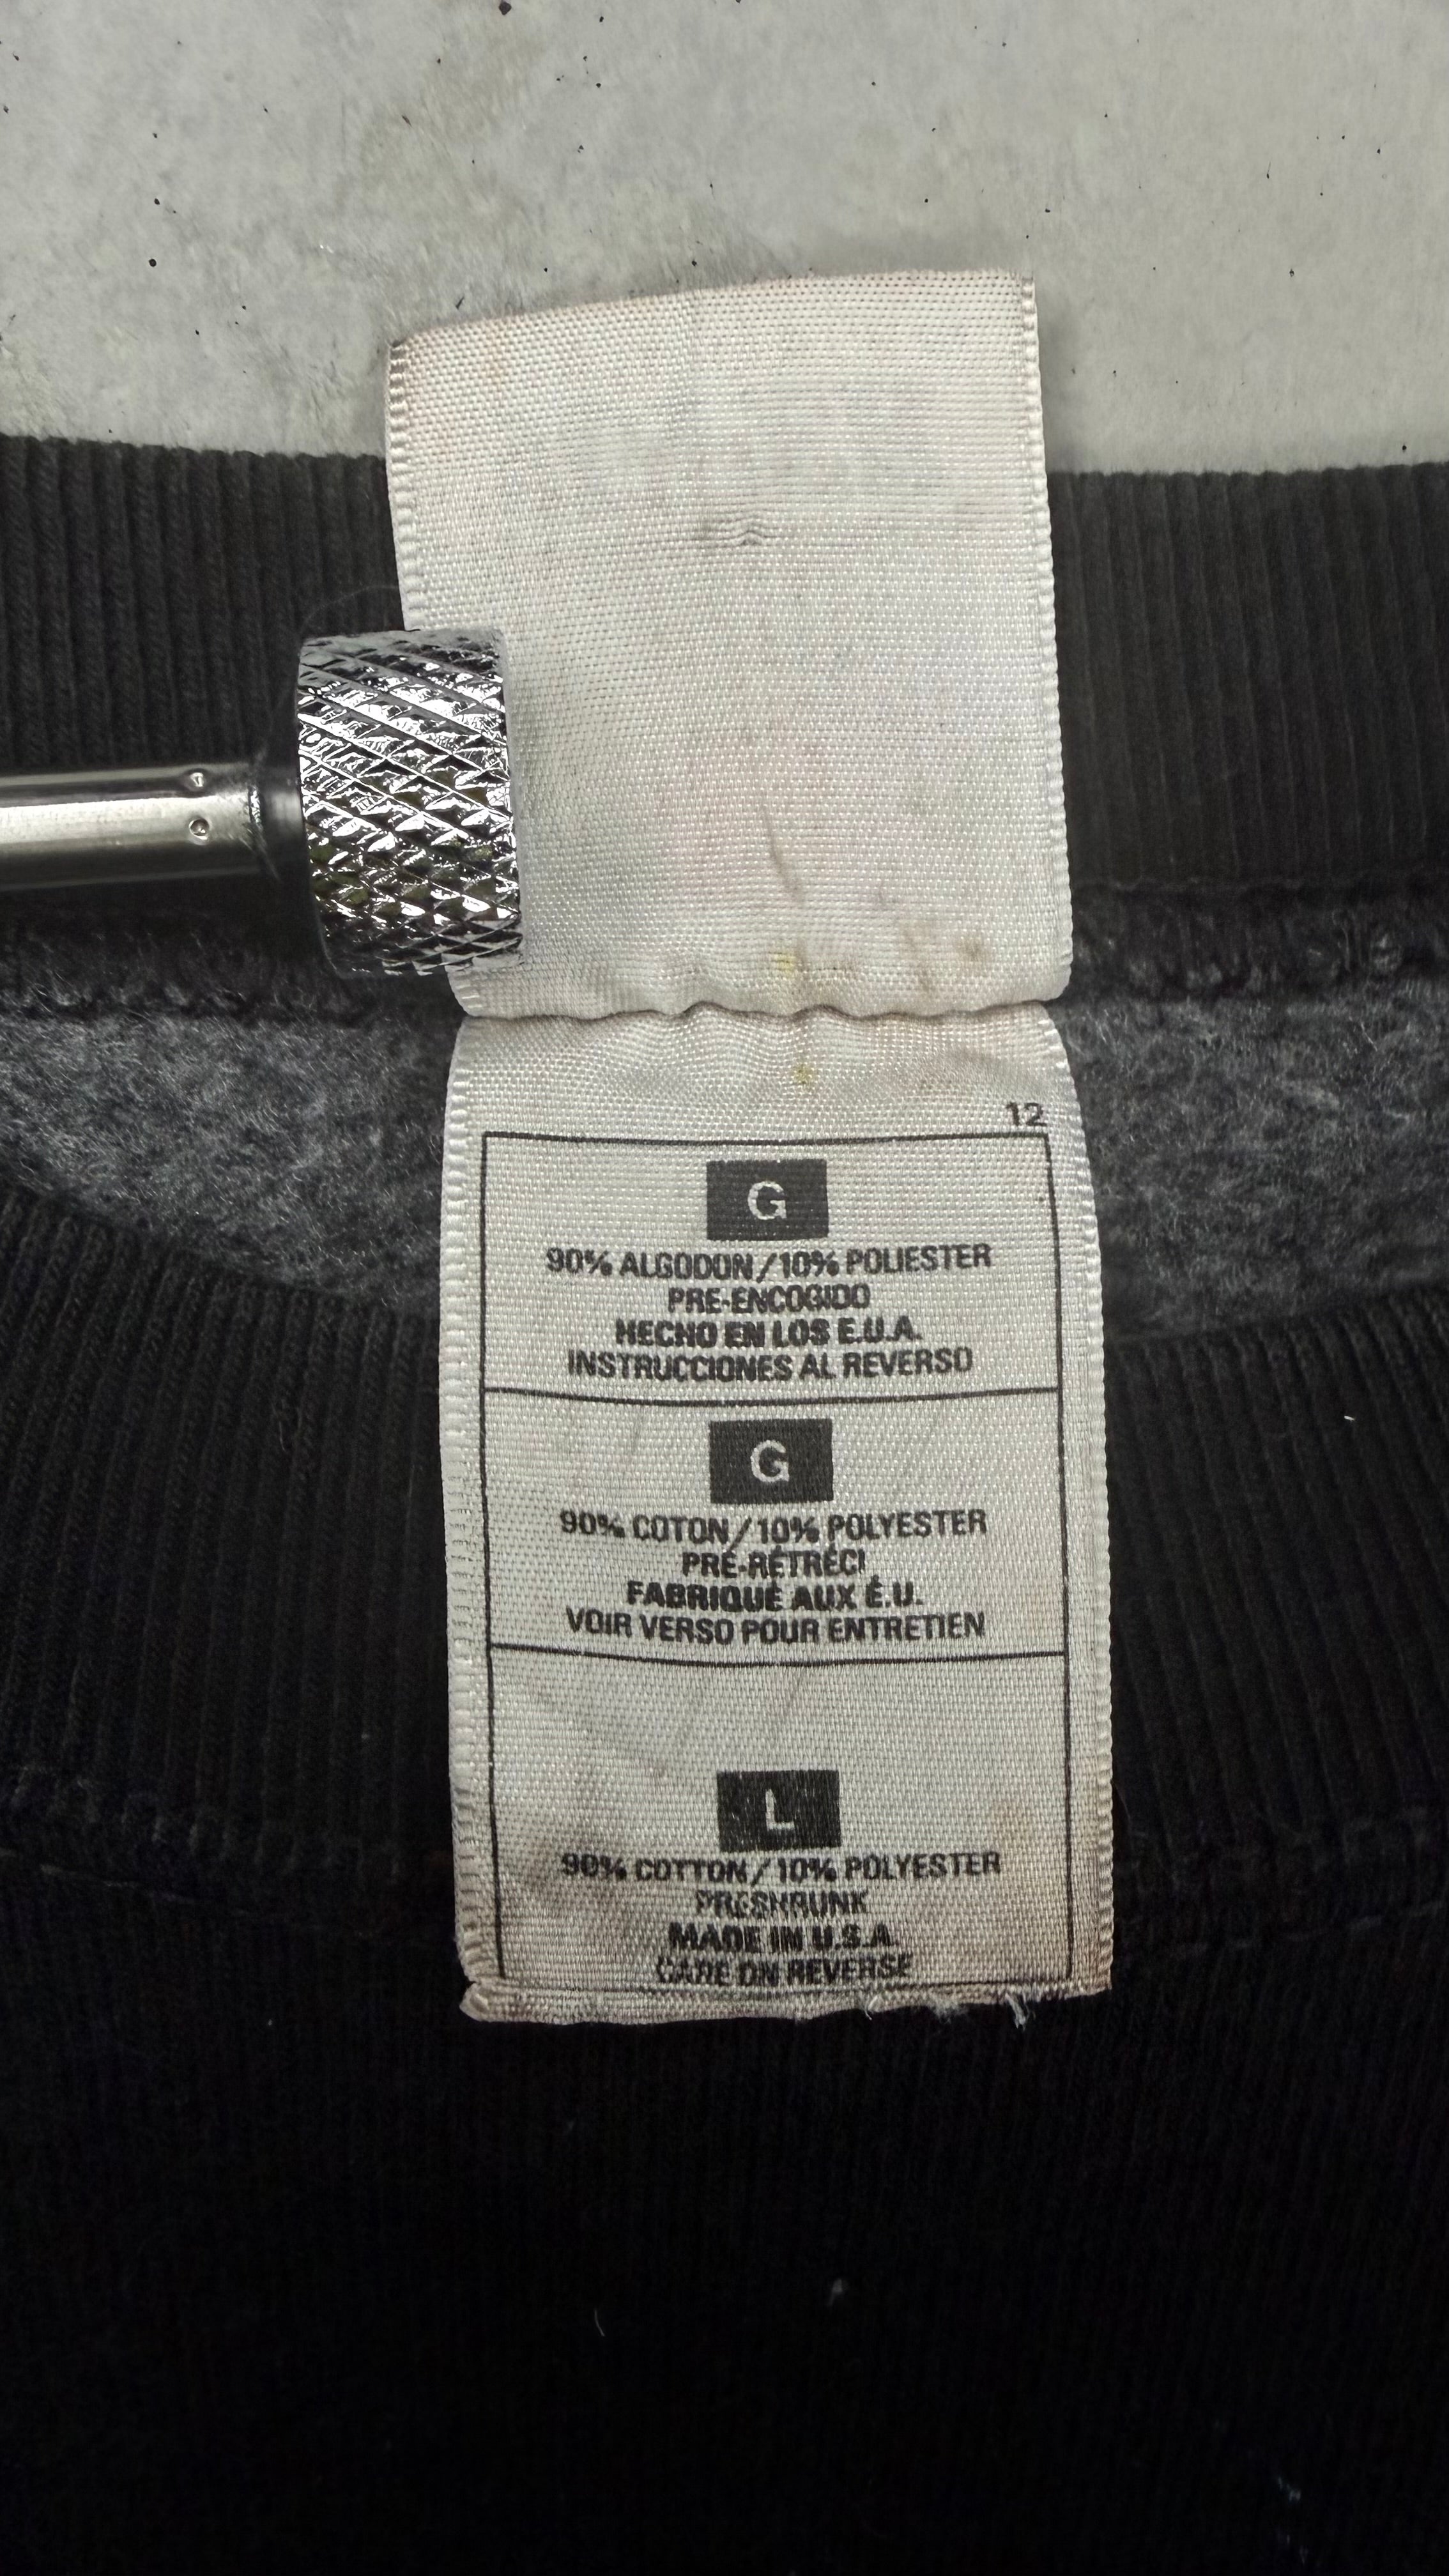 12
G
90% ALGODON/10% POLIESTER
PRE-ENCOGIDO
HECHO EN LOS E.U.A.
INSTRUCCIONES AL REVERSO
G
90% COTON/10% POLYESTER
PRÉ-RÉTRÉCI
FABRIQUÉ AUX É.U.
VOIR VERSO POUR ENTRETIEN
L
90% COTTON/10% POLYESTER
PRESHRUNK
MADE IN U.S.A.
CARE ON REVERSE